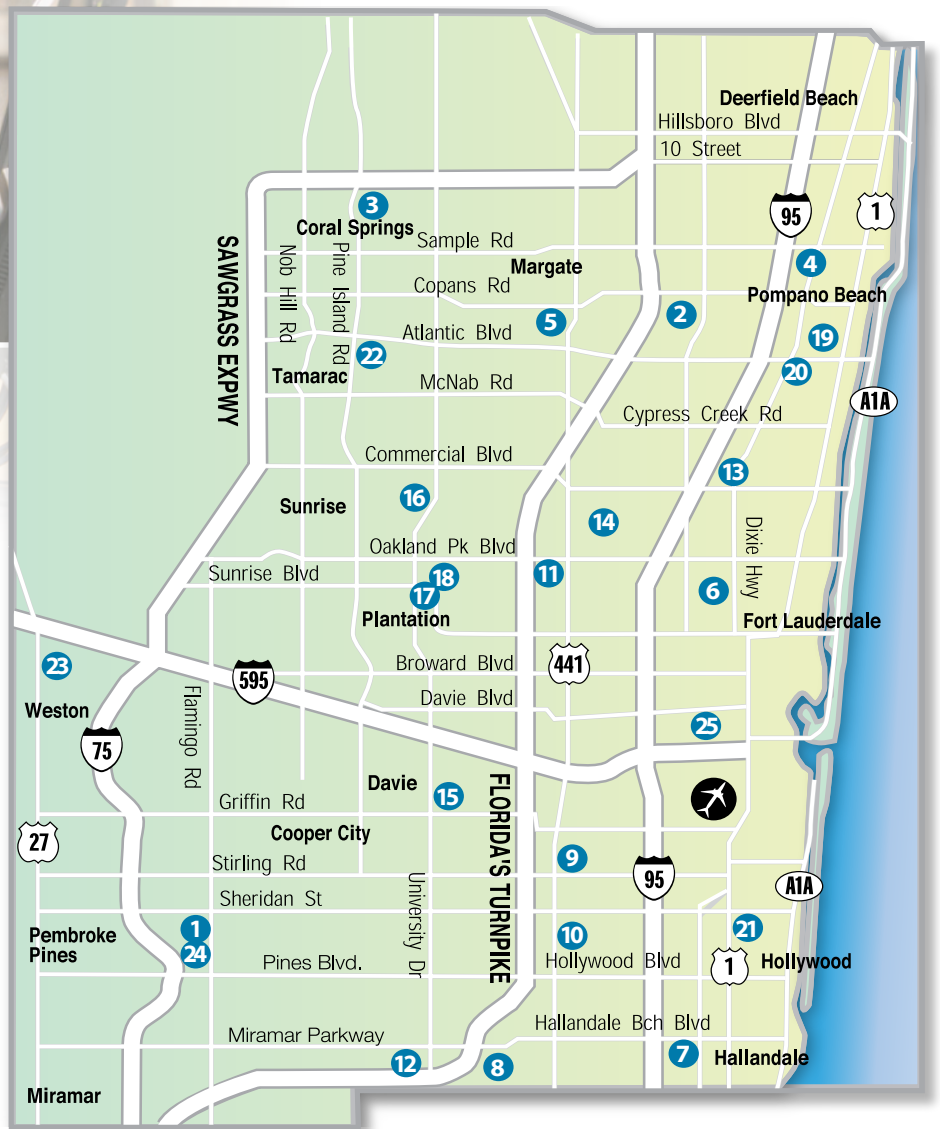 Deerfield Beach
Hillsboro Blvd
10 Street
3
95
1
Coral Springs
Sample Rd
SAWGRASS EXPWY
Nob Hill Rd
Pine Island Rd
Margate
4
Copans Rd
Pompano Beach
5
2
Atlantic Blvd
19
22
Tamarac
20
McNab Rd
A1A
Cypress Creek Rd
Commercial Blvd
13
16
Sunrise
14
Dixie Hwy
Oakland Pk Blvd
Sunrise Blvd
18
11
17
6
Plantation
Fort Lauderdale
23
595
Broward Blvd
441
Weston
Flamingo Rd
Davie Blvd
25
75
Davie
15
FLORIDA'S TURNPIKE
Griffin Rd
27
Cooper City
9
Stirling Rd
95
A1A
Sheridan St
University Dr
1
24
Pembroke
Pines
10
21
Pines Blvd.
Hollywood Blvd
1
Hollywood
Miramar Parkway
Hallandale Bch Blvd
12
8
7
Hallandale
Miramar